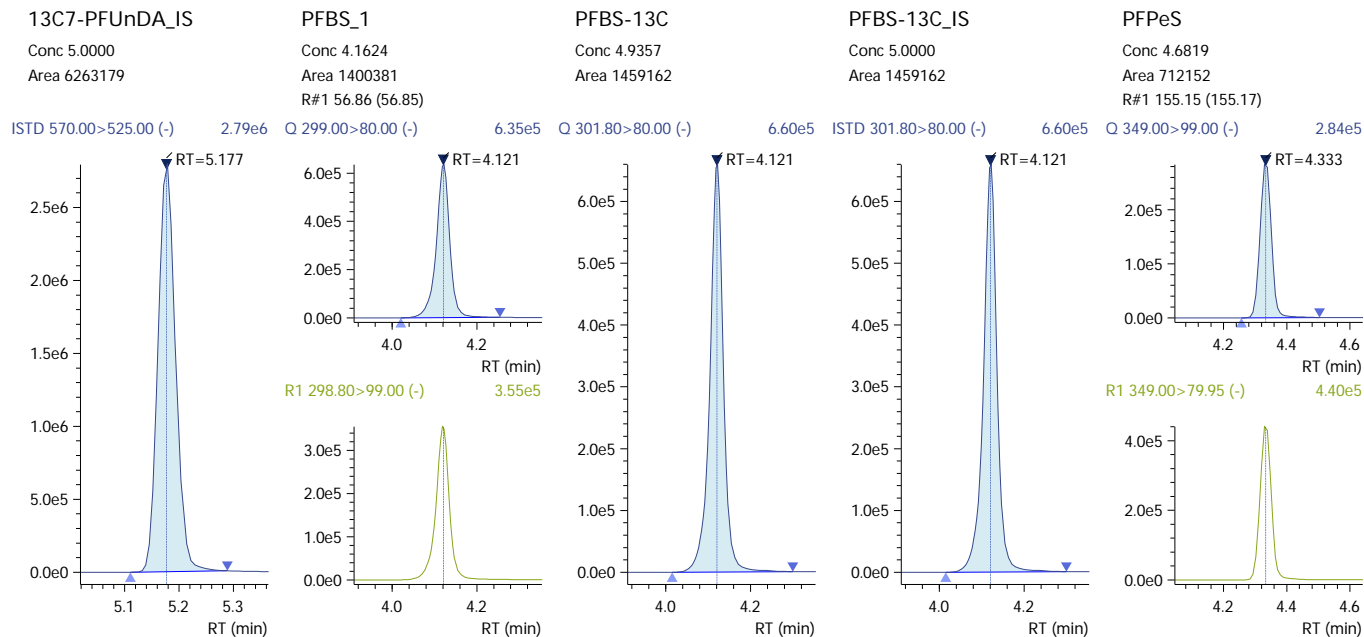 13C7-PFUnDA_IS
Conc 5.0000
Area 6263179
ISTD 570.00>525.00 (-) 2.79e6
RT=5.177
2.5e6
2.0e6
1.5e6
1.0e6
5.0e5
0.0e0
5.1 5.2 5.3
RT (min)
PFBS_1
Conc 4.1624
Area 1400381
R#1 56.86 (56.85)
Q 299.00>80.00 (-) 6.35e5
RT=4.121
6.0e5
4.0e5
2.0e5
0.0e0
4.0 4.2
RT (min)
R1 298.80>99.00 (-) 3.55e5
3.0e5
2.0e5
1.0e5
0.0e0
4.0 4.2
RT (min)
PFBS-13C
Conc 4.9357
Area 1459162
Q 301.80>80.00 (-) 6.60e5
RT=4.121
6.0e5
5.0e5
4.0e5
3.0e5
2.0e5
1.0e5
0.0e0
4.0 4.2
RT (min)
PFBS-13C_IS
Conc 5.0000
Area 1459162
ISTD 301.80>80.00 (-) 6.60e5
RT=4.121
6.0e5
5.0e5
4.0e5
3.0e5
2.0e5
1.0e5
0.0e0
4.0 4.2
RT (min)
PFPeS
Conc 4.6819
Area 712152
R#1 155.15 (155.17)
Q 349.00>99.00 (-) 2.84e5
RT=4.333
2.0e5
1.0e5
0.0e0
4.2 4.4 4.6
RT (min)
R1 349.00>79.95 (-) 4.40e5
4.0e5
2.0e5
0.0e0
4.2 4.4 4.6
RT (min)